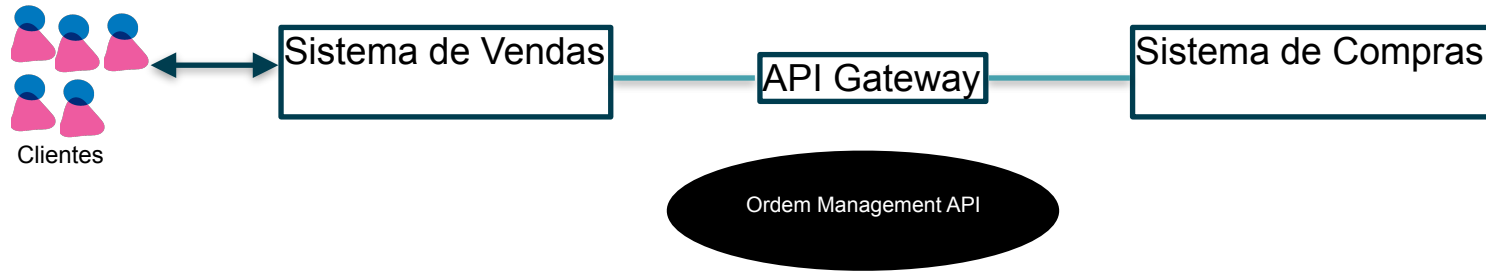 Sistema de Vendas
API Gateway
Sistema de Compras
Clientes
Ordem Management API